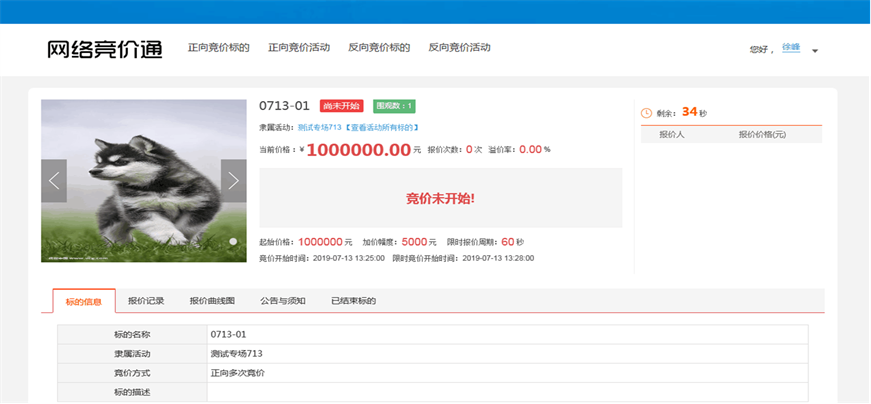 网络竞价通 正向竞价标的 正向竞价活动 反向竞价标的 反向竞价活动 您好， 徐峰
0713-01 尚未开始 围观数：1
隶属活动：测试专场713【查看活动所有标的】
当前价格：￥1000000.00 元 报价次数：0 次 溢价率：0.00 %
竞价未开始!
起始价格：1000000 元 加价幅度：5000 元 限时报价周期：60 秒
竞价开始时间：2019-07-13 13:25:00 限时竞价开始时间：2019-07-13 13:28:00
剩余：34 秒
报价人 报价价格(元)
标的信息 报价记录 报价曲线图 公告与须知 已结束标的
标的名称 0713-01
隶属活动 测试专场713
竞价方式 正向多次竞价
标的描述